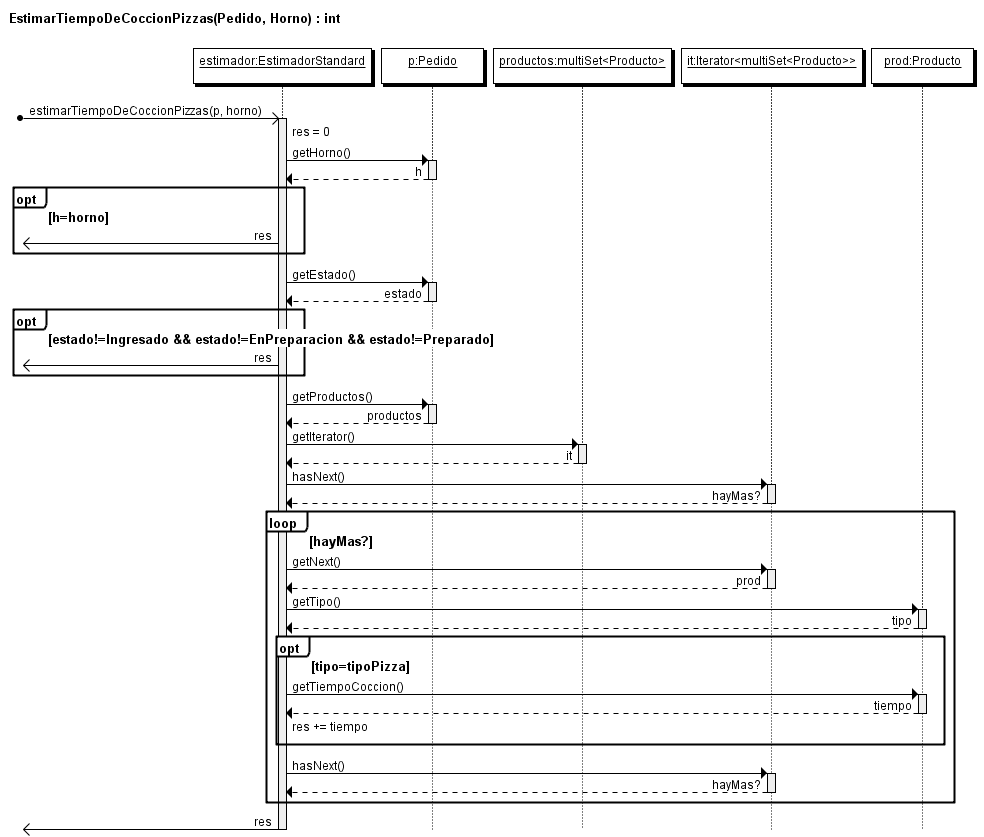 EstimarTiempoDeCoccionPizzas(Pedido, Horno) : int
estimador:EstimadorStandard
p:Pedido
productos:multiSet<Producto>
it:Iterator<multiSet<Producto>>
prod:Producto
estimarTiempoDeCoccionPizzas(p, horno)
res = 0
getHorno()
h
opt
[h=horno]
res
getEstado()
estado
opt
[estado!=Ingresado && estado!=EnPreparacion && estado!=Preparado]
res
getProductos()
productos
getIterator()
it
hasNext()
hayMas?
loop
[hayMas?]
getNext()
prod
getTipo()
tipo
opt
[tipo=tipoPizza]
getTiempoCoccion()
tiempo
res += tiempo
hasNext()
hayMas?
res